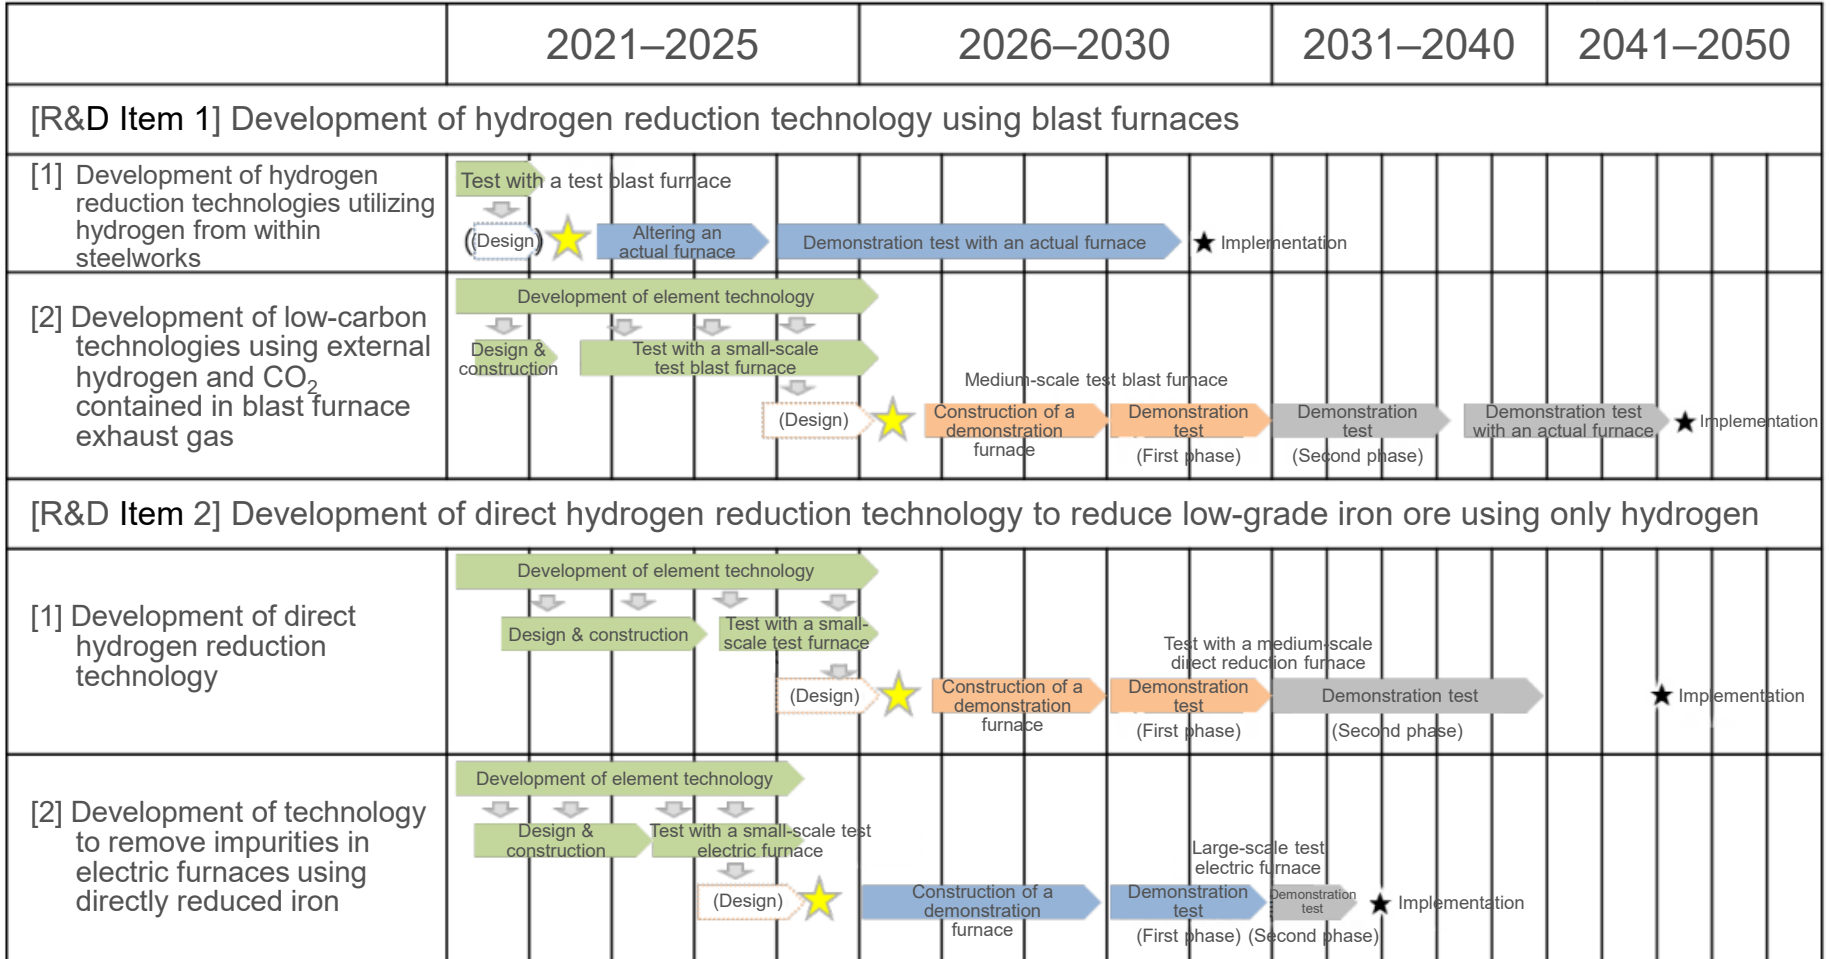 2021–2025
2026–2030
2031–2040
2041–2050
[R&D Item 1] Development of hydrogen reduction technology using blast furnaces
[1] Development of hydrogen
reduction technologies utilizing
hydrogen from within
steelworks
Test with a test blast furnace
((Design))
Altering an
actual furnace
Demonstration test with an actual furnace
Implementation
[2] Development of low-carbon
technologies using external
hydrogen and CO₂
contained in blast furnace
exhaust gas
Development of element technology
Design &
construction
Test with a small-scale
test blast furnace
Medium-scale test blast furnace
(Design)
Construction of a
demonstration
furnace
Demonstration
test
(First phase)
Demonstration
test
(Second phase)
Demonstration test
with an actual furnace
Implementation
[R&D Item 2] Development of direct hydrogen reduction technology to reduce low-grade iron ore using only hydrogen
[1] Development of direct
hydrogen reduction
technology
Development of element technology
Design & construction
Test with a small-
scale test furnace
Test with a medium-scale
direct reduction furnace
(Design)
Construction of a
demonstration
furnace
Demonstration
test
(First phase)
Demonstration test
(Second phase)
Implementation
[2] Development of technology
to remove impurities in
electric furnaces using
directly reduced iron
Development of element technology
Design &
construction
Test with a small-scale test
electric furnace
Large-scale test
electric furnace
(Design)
Construction of a
demonstration
furnace
Demonstration
test
(First phase)
Demonstration
test
(Second phase)
Implementation